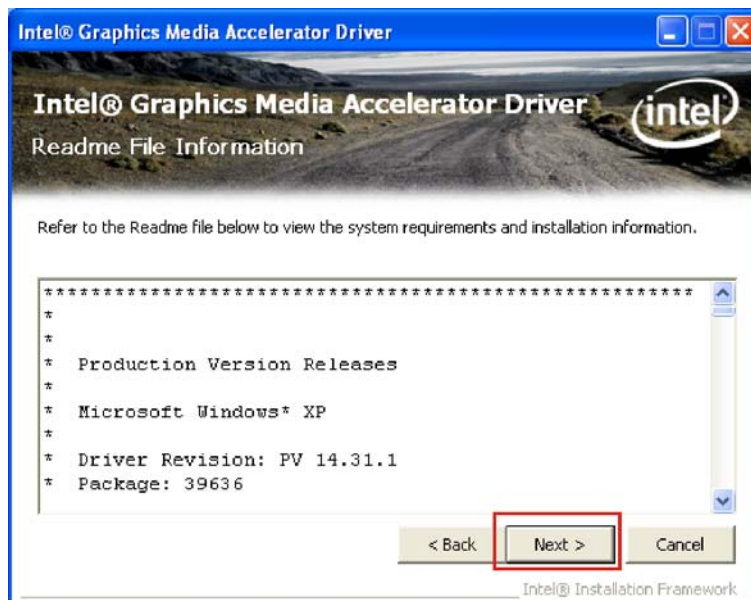 Intel® Graphics Media Accelerator Driver
Intel® Graphics Media Accelerator Driver
intel
Readme File Information
Refer to the Readme file below to view the system requirements and installation information.
*******************************************************
*
*
* Production Version Releases
*
* Microsoft Windows* XP
*
* Driver Revision: PV 14.31.1
* Package: 39636
< Back Next > Cancel
Intel® Installation Framework